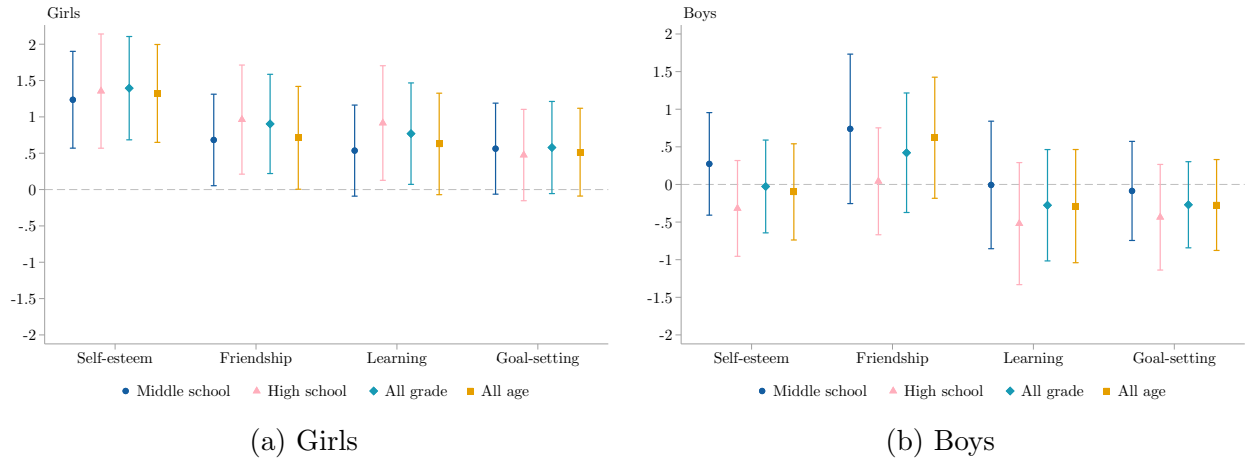 Girls
2
1.5
1
.5
0
-.5
-1
-1.5
-2
Self-esteem Friendship Learning Goal-setting
Middle school High school All grade All age
(a) Girls
Boys
2
1.5
1
.5
0
-.5
-1
-1.5
-2
Self-esteem Friendship Learning Goal-setting
Middle school High school All grade All age
(b) Boys